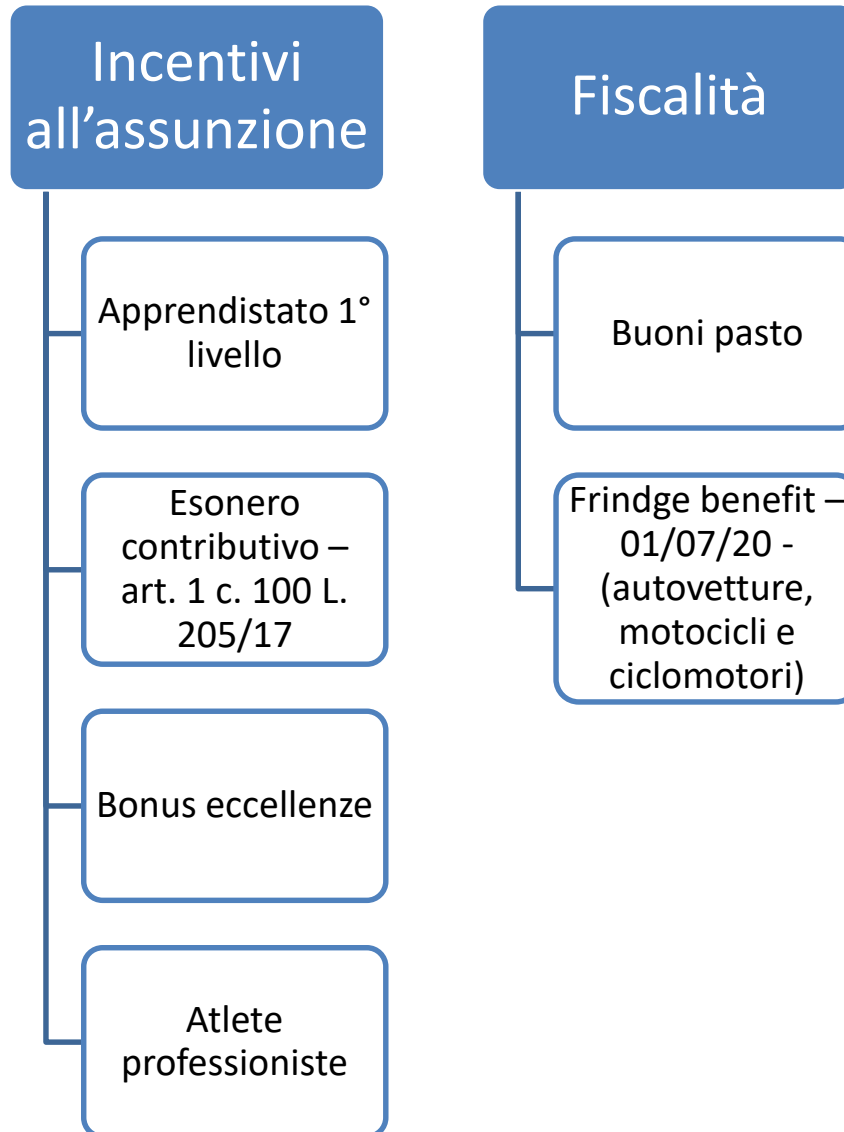 Incentivi
all’assunzione
Apprendistato 1°
livello
Esonero
contributivo –
art. 1 c. 100 L.
205/17
Bonus eccellenze
Atlete
professioniste
Fiscalità
Buoni pasto
Frindge benefit –
01/07/20 -
(autovetture,
motocicli e
ciclomotori)